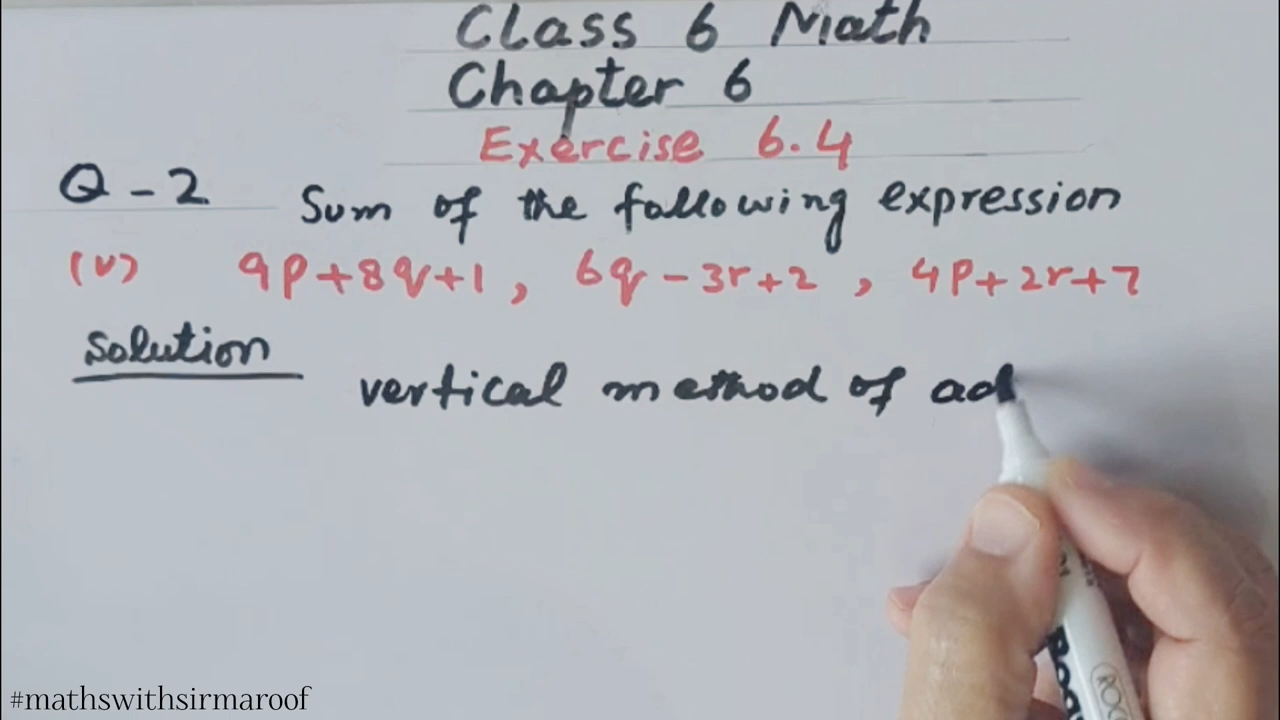 Class 6 Math
Chapter 6
Exercise 6.4
Q-2 Sum of the following expression
(v) 9p+8q+1, 6q-3r+2, 4p+2r+7
Solution
vertical method of ad
#mathswithsirmaroof